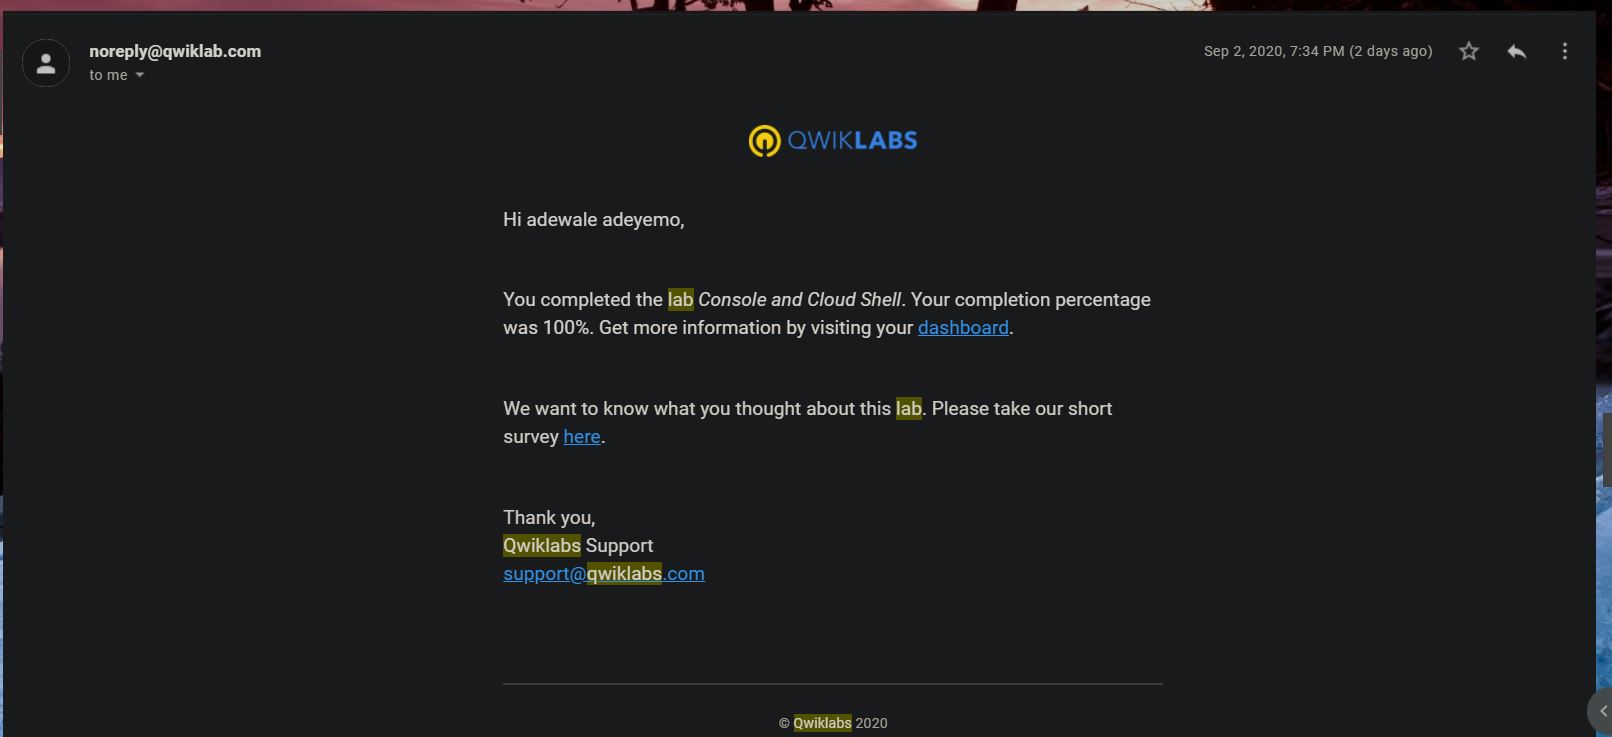 noreply@qwiklab.com
Sep 2, 2020, 7:34 PM (2 days ago)
to me
QWIKLABS
Hi adewale adeyemo,
You completed the lab Console and Cloud Shell. Your completion percentage
was 100%. Get more information by visiting your dashboard.
We want to know what you thought about this lab. Please take our short
survey here.
Thank you,
Qwiklabs Support
support@qwiklabs.com
© Qwiklabs 2020